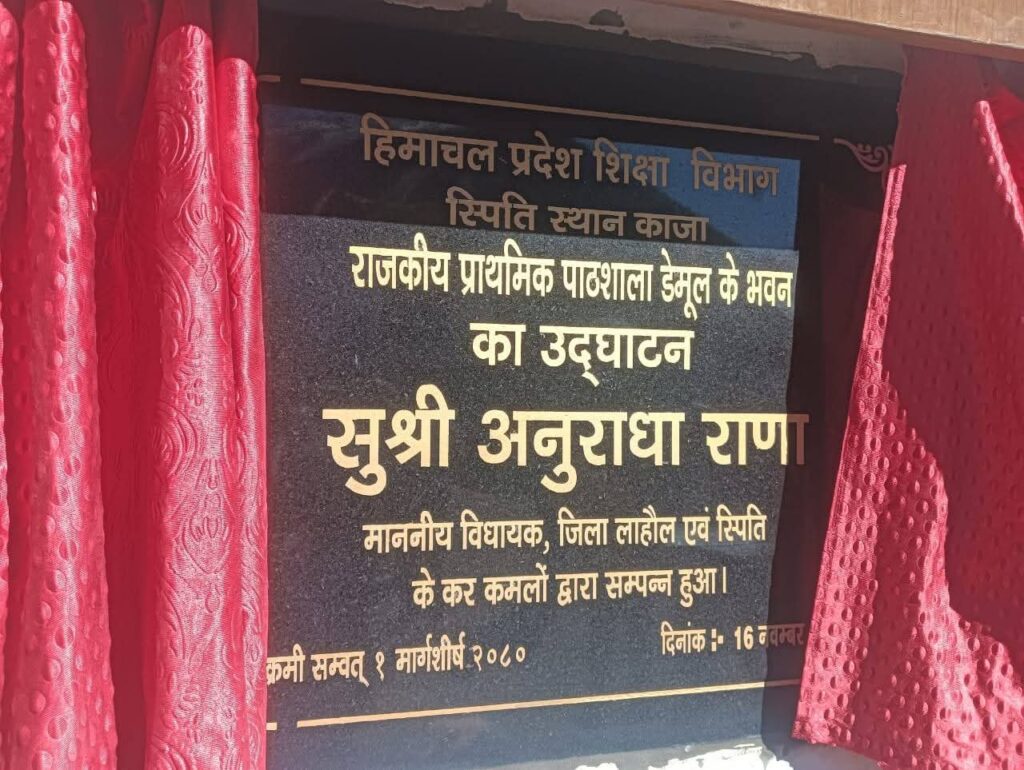 हिमाचल प्रदेश शिक्षा विभाग
स्पिति स्थान काजा
राजकीय प्राथमिक पाठशाला डेमूल के भवन
का उद्घाटन
सुश्री अनुराधा राणा
माननीय विधायक, जिला लाहौल एवं स्पिति
के कर कमलों द्वारा सम्पन्न हुआ।
क्रमी सम्वत् १ मार्गशीर्ष २०८० दिनांक :- 16 नवम्बर